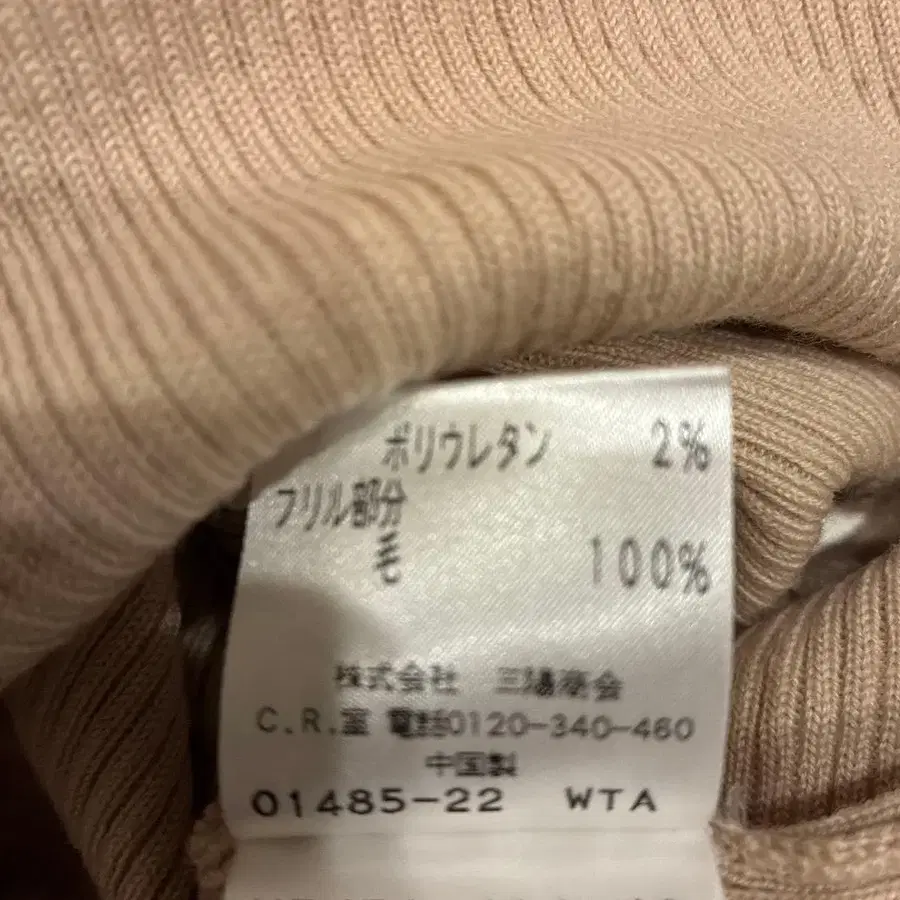 ポリウレタン 2%
フリル部分
100%
株式会社 三陽商会
C.R.室 電話0120-340-460
中国製
01485-22 WTA